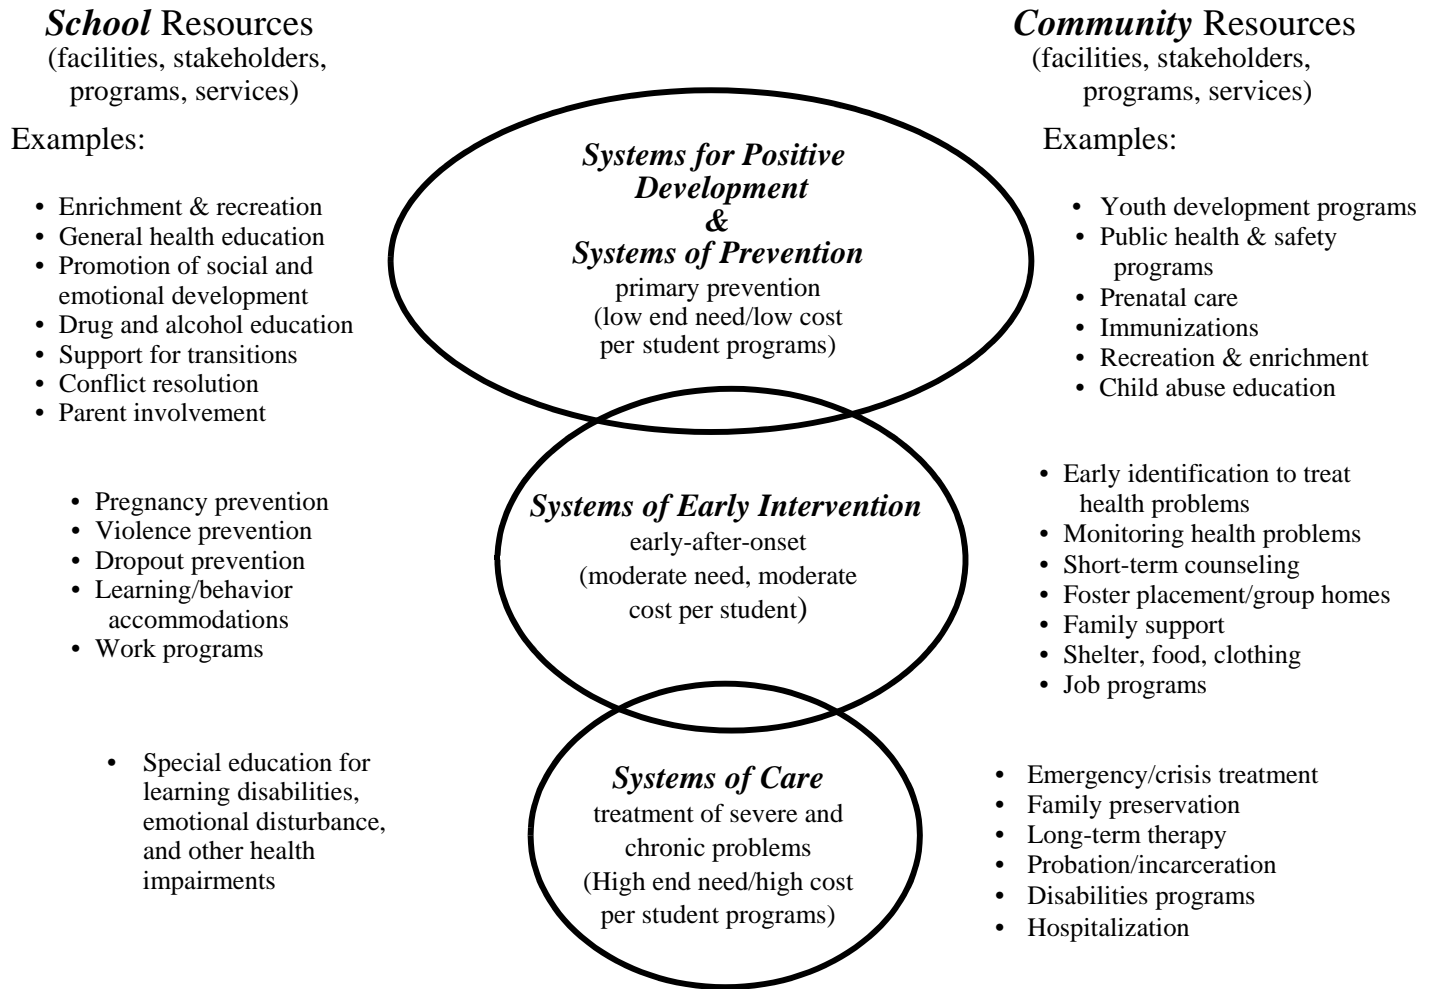 School Resources
(facilities, stakeholders,
programs, services)
Examples:
• Enrichment & recreation
• General health education
• Promotion of social and
emotional development
• Drug and alcohol education
• Support for transitions
• Conflict resolution
• Parent involvement
• Pregnancy prevention
• Violence prevention
• Dropout prevention
• Learning/behavior
accommodations
• Work programs
• Special education for
learning disabilities,
emotional disturbance,
and other health
impairments
Systems for Positive
Development
&
Systems of Prevention
primary prevention
(low end need/low cost
per student programs)
Systems of Early Intervention
early-after-onset
(moderate need, moderate
cost per student)
Systems of Care
treatment of severe and
chronic problems
(High end need/high cost
per student programs)
Community Resources
(facilities, stakeholders,
programs, services)
Examples:
• Youth development programs
• Public health & safety
programs
• Prenatal care
• Immunizations
• Recreation & enrichment
• Child abuse education
• Early identification to treat
health problems
• Monitoring health problems
• Short-term counseling
• Foster placement/group homes
• Family support
• Shelter, food, clothing
• Job programs
• Emergency/crisis treatment
• Family preservation
• Long-term therapy
• Probation/incarceration
• Disabilities programs
• Hospitalization